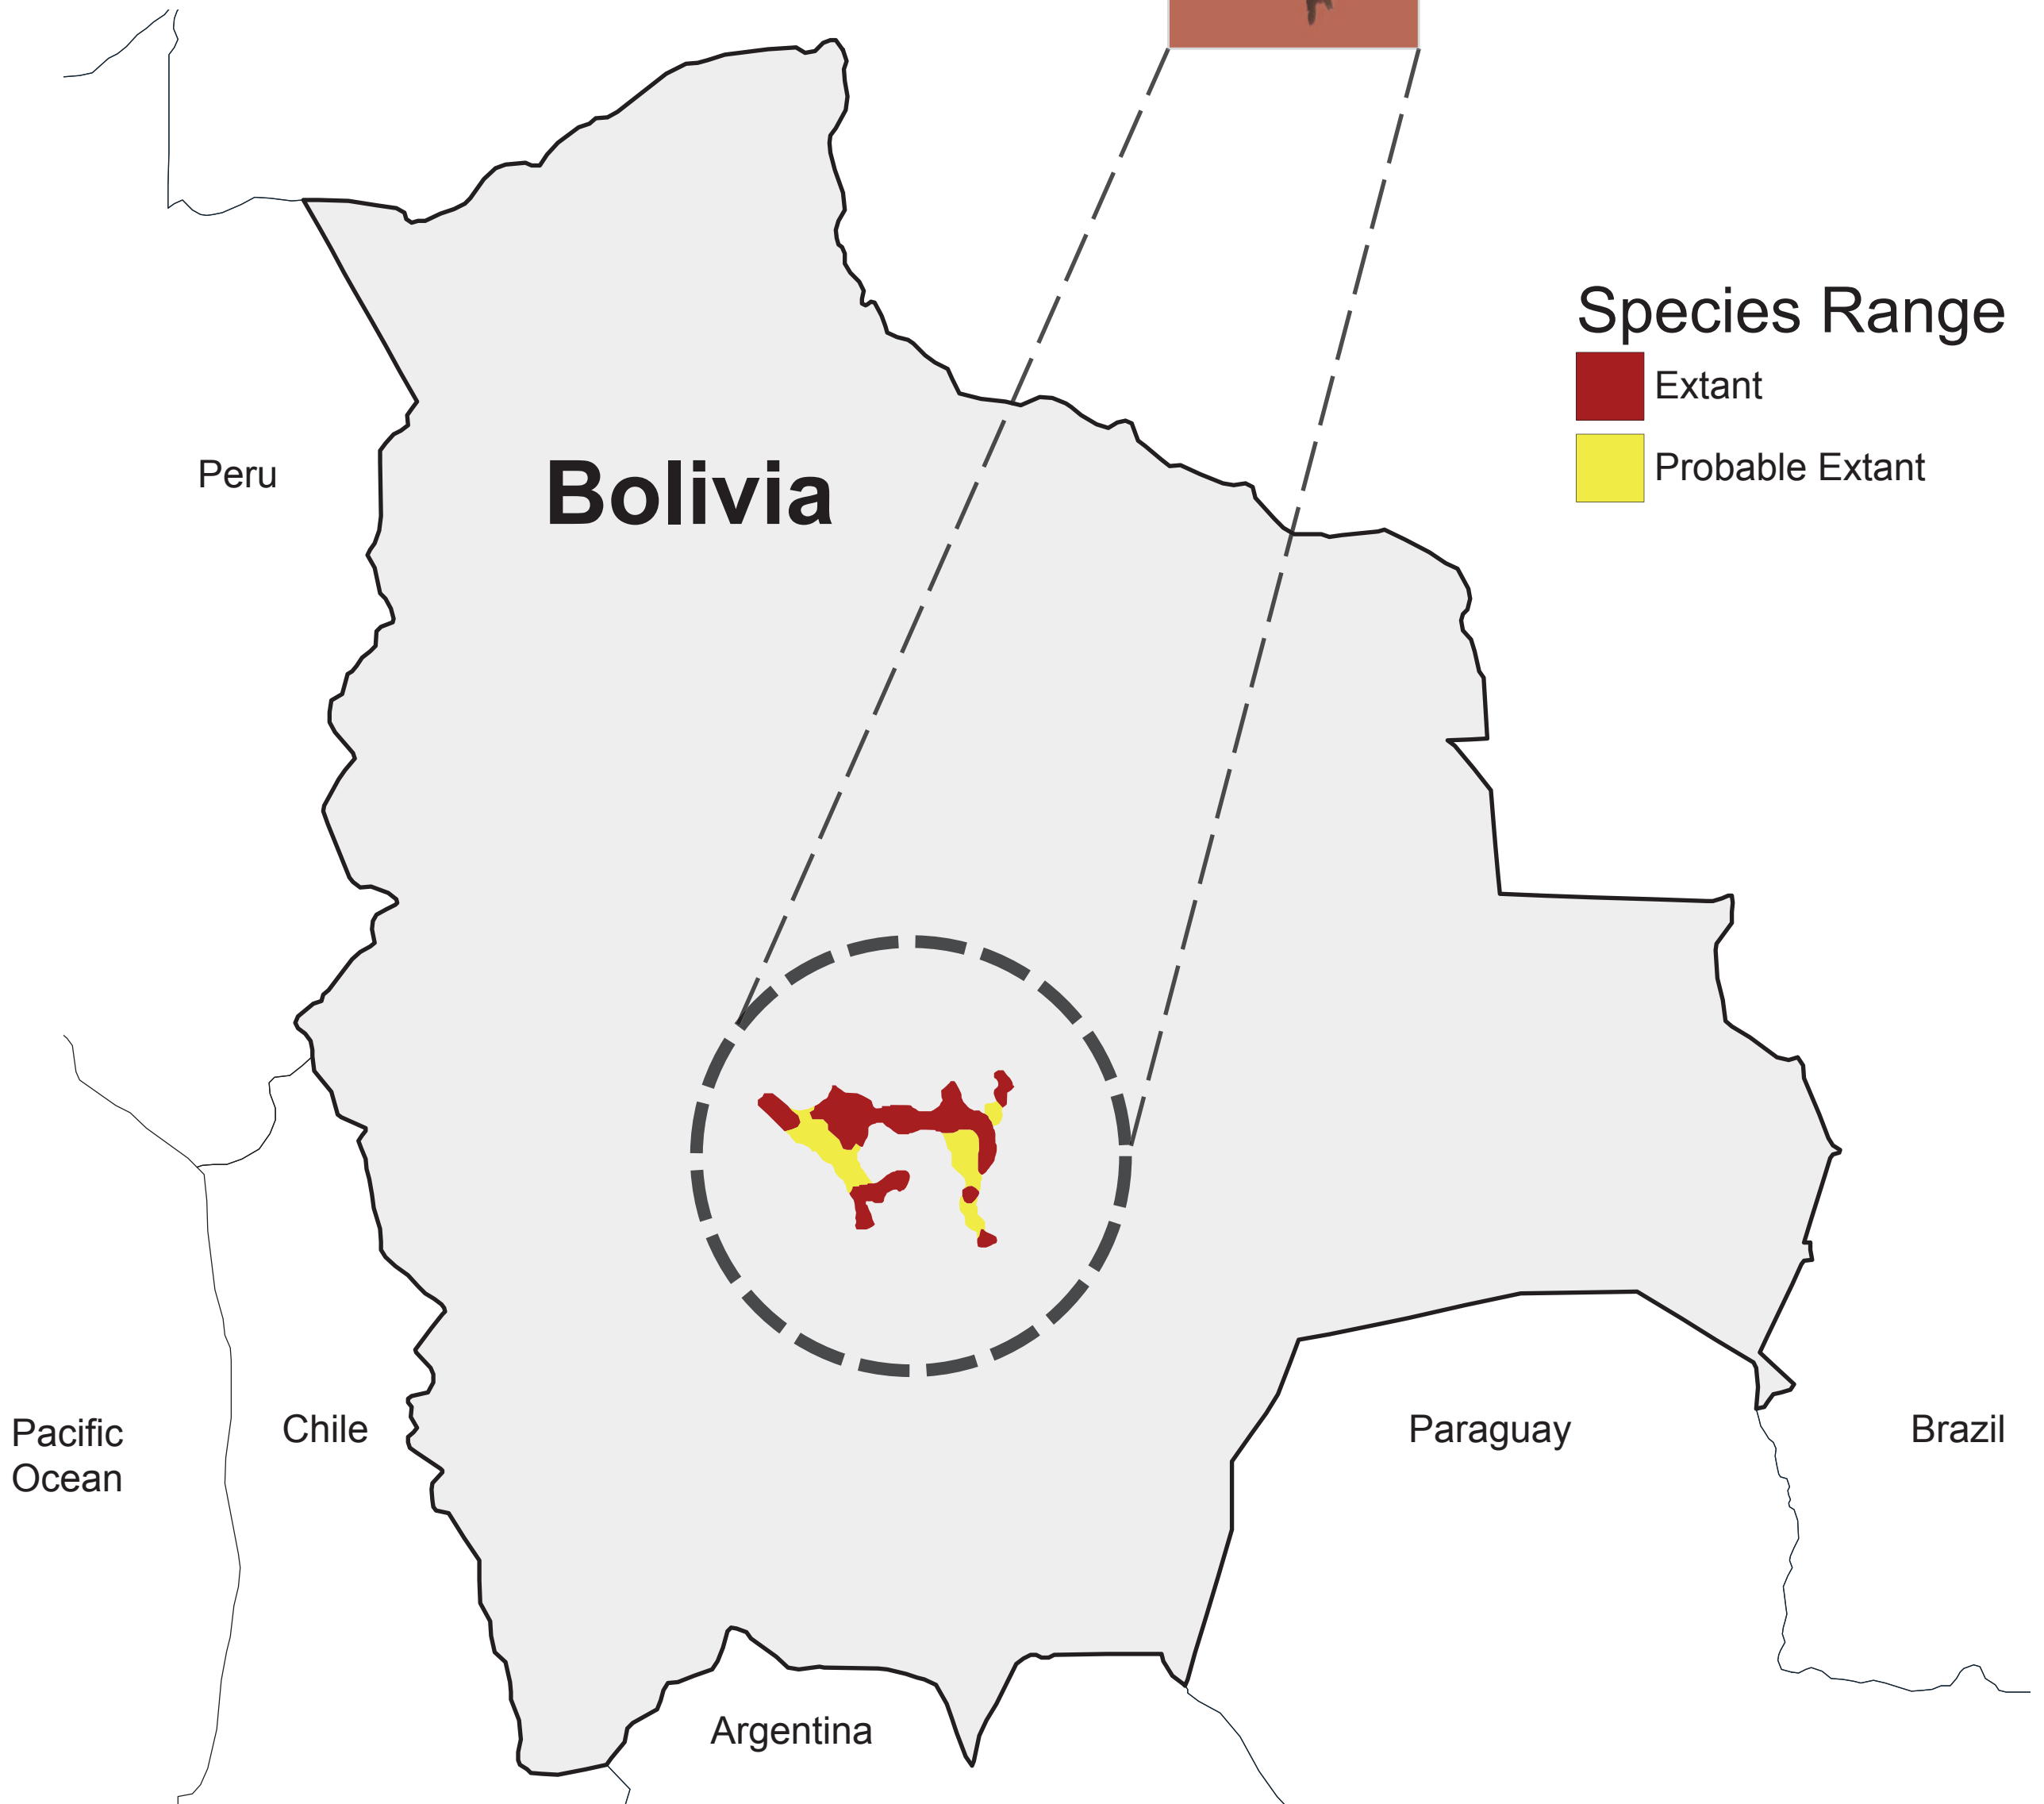 Species Range
Extant
Probable Extant
Peru
Bolivia
Pacific
Ocean
Chile
Paraguay
Brazil
Argentina